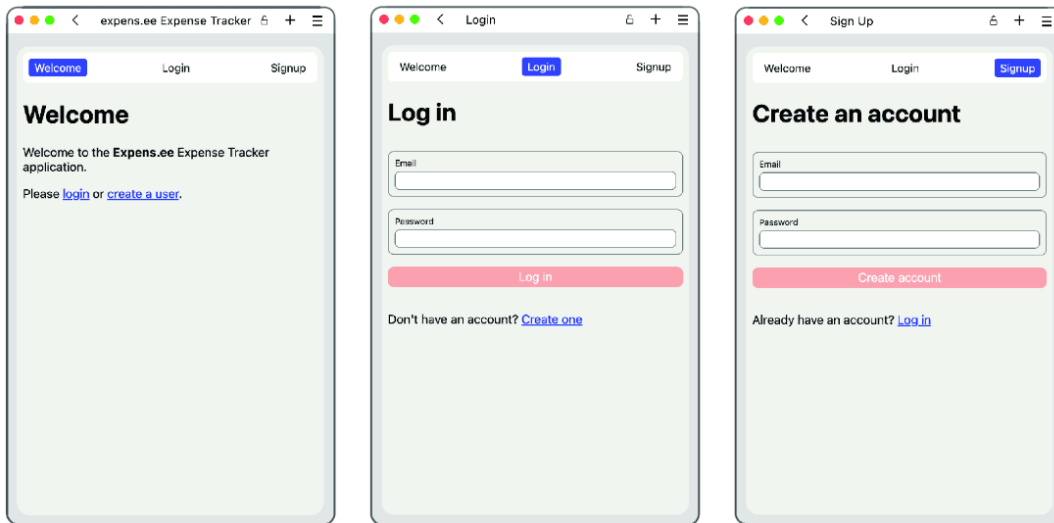 expens.ee Expense Tracker
Welcome
Login
Signup
Welcome
Welcome to the Expens.ee Expense Tracker
application.
Please login or create a user.
Login
Welcome
Login
Signup
Log in
Email
Password
Log in
Don't have an account? Create one
Sign Up
Welcome
Login
Signup
Create an account
Email
Password
Create account
Already have an account? Log in